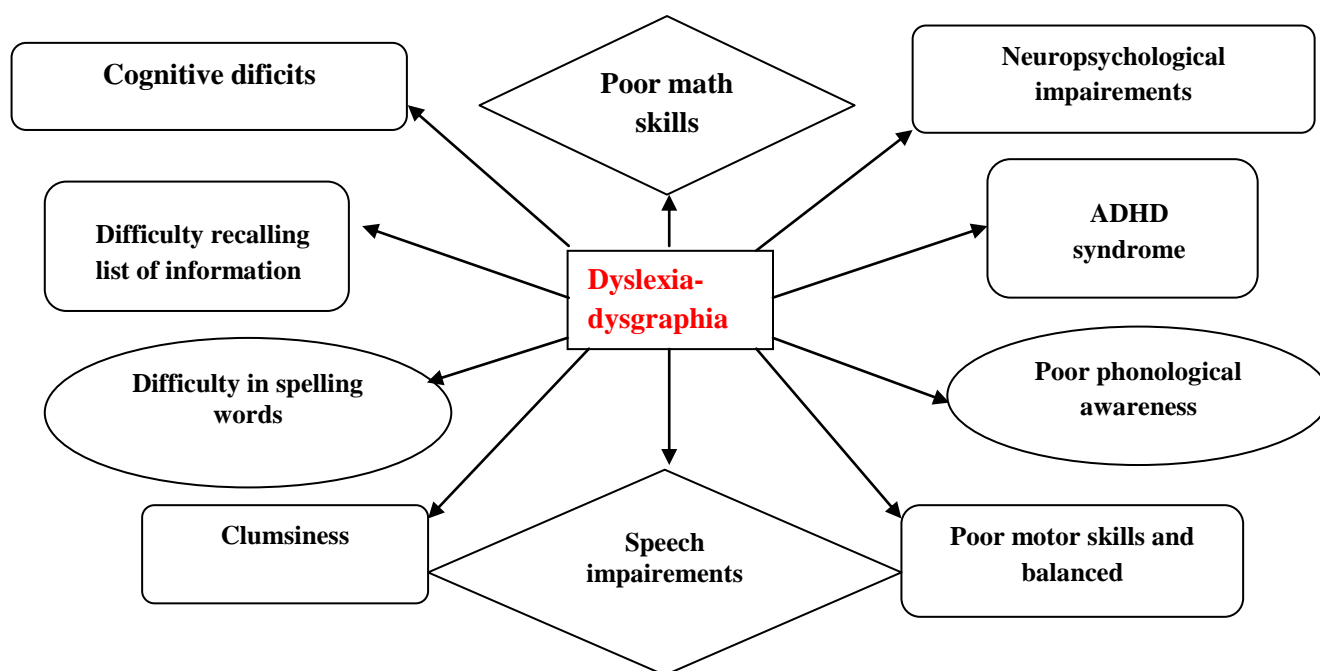 Cognitive dificits
Poor math
skills
Neuropsychological
impairements
Difficulty recalling
list of information
ADHD
syndrome
Dyslexia-
dysgraphia
Difficulty in spelling
words
Poor phonological
awareness
Clumsiness
Speech
impairements
Poor motor skills and
balanced